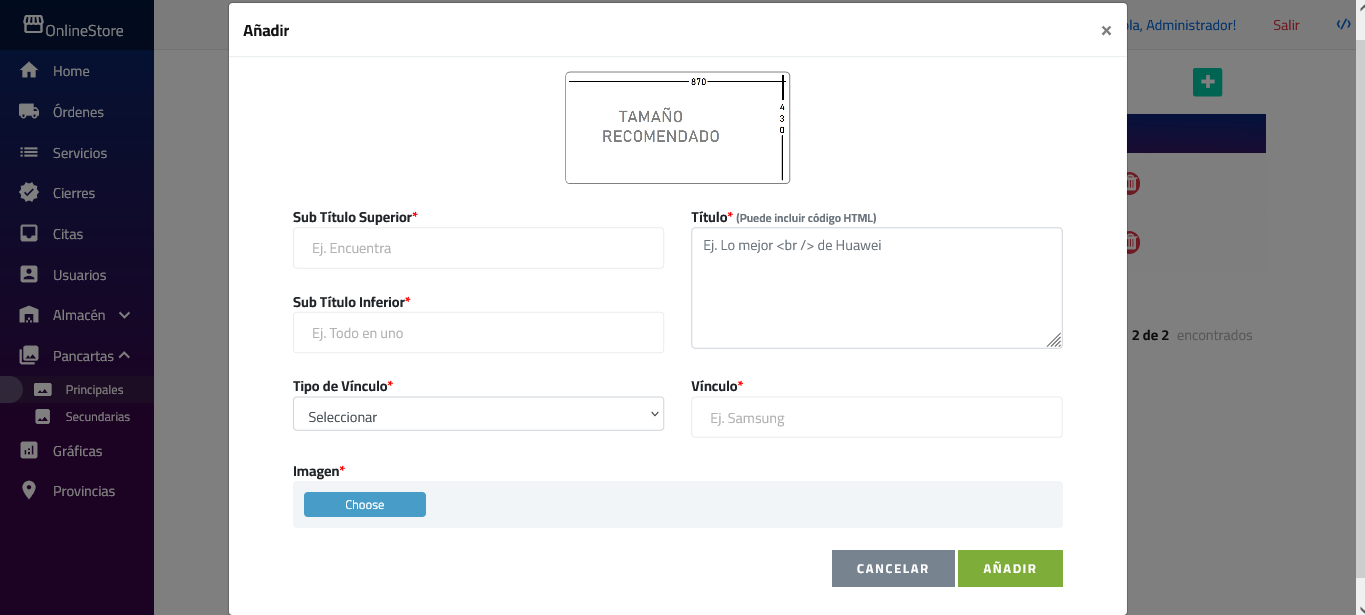 OnlineStore
Home
Órdenes
Servicios
Cierres
Citas
Usuarios
Almacén
Pancartas
Principales
Secundarias
Gráficas
Provincias
Administrador!
Salir
Añadir
×
870
430
TAMAÑO
RECOMENDADO
Sub Título Superior*
Ej. Encuentra
Título* (Puede incluir código HTML)
Ej. Lo mejor <br /> de Huawei
Sub Título Inferior*
Ej. Todo en uno
Tipo de Vínculo*
Seleccionar
Vínculo*
Ej. Samsung
Imagen*
Choose
CANCELAR
AÑADIR
2 de 2 encontrados